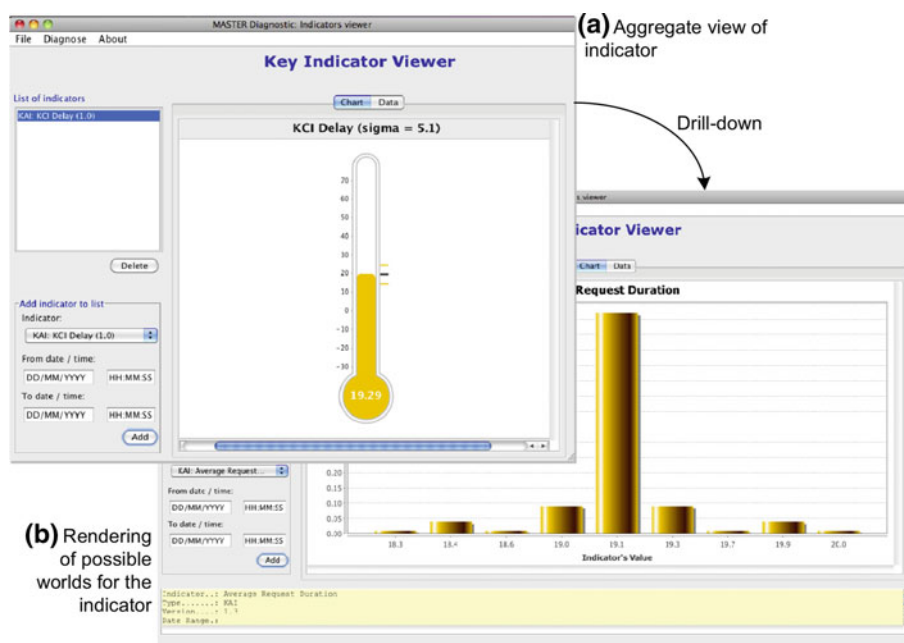 MASTER Diagnostic: Indicators viewer
File Diagnose About
Key Indicator Viewer
List of indicators
KAI: KCI Delay (1.0)
Delete
Add indicator to list
Indicator:
KAI: KCI Delay (1.0)
From date / time:
DD/MM/YYYY HH:MM:SS
To date / time:
DD/MM/YYYY HH:MM:SS
Add
Chart Data
KCI Delay (sigma = 5.1)
70
60
50
40
30
20
10
0
-10
-20
-30
19.29
(a) Aggregate view of
indicator
Drill-down
s viewer
icator Viewer
Chart Data
Request Duration
0.20
0.15
0.10
0.05
0.00
18.3 18.4 18.6 19.0 19.1 19.3 19.7 19.9 20.0
Indicator's Value
KAI: Average Request...
From date / time:
DD/MM/YYYY HH:MM:SS
To date / time:
DD/MM/YYYY HH:MM:SS
Add
(b) Rendering
of possible
worlds for the
indicator
Indicator..: Average Request Duration
Type.......: KAI
Version....: 1.3
Date Range.: